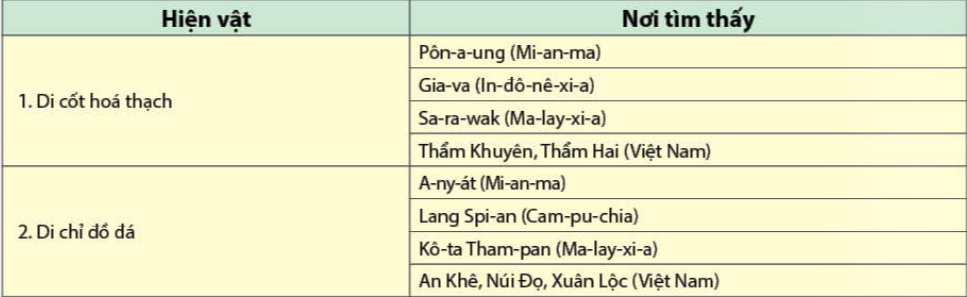 Hiện vật
Nơi tìm thấy
1. Di cốt hoá thạch
Pôn-a-ung (Mi-an-ma)
Gia-va (In-đô-nê-xi-a)
Sa-ra-wak (Ma-lay-xi-a)
Thẩm Khuyên, Thẩm Hai (Việt Nam)
2. Di chỉ đồ đá
A-ny-át (Mi-an-ma)
Lang Spi-an (Cam-pu-chia)
Kô-ta Tham-pan (Ma-lay-xi-a)
An Khê, Núi Đọ, Xuân Lộc (Việt Nam)